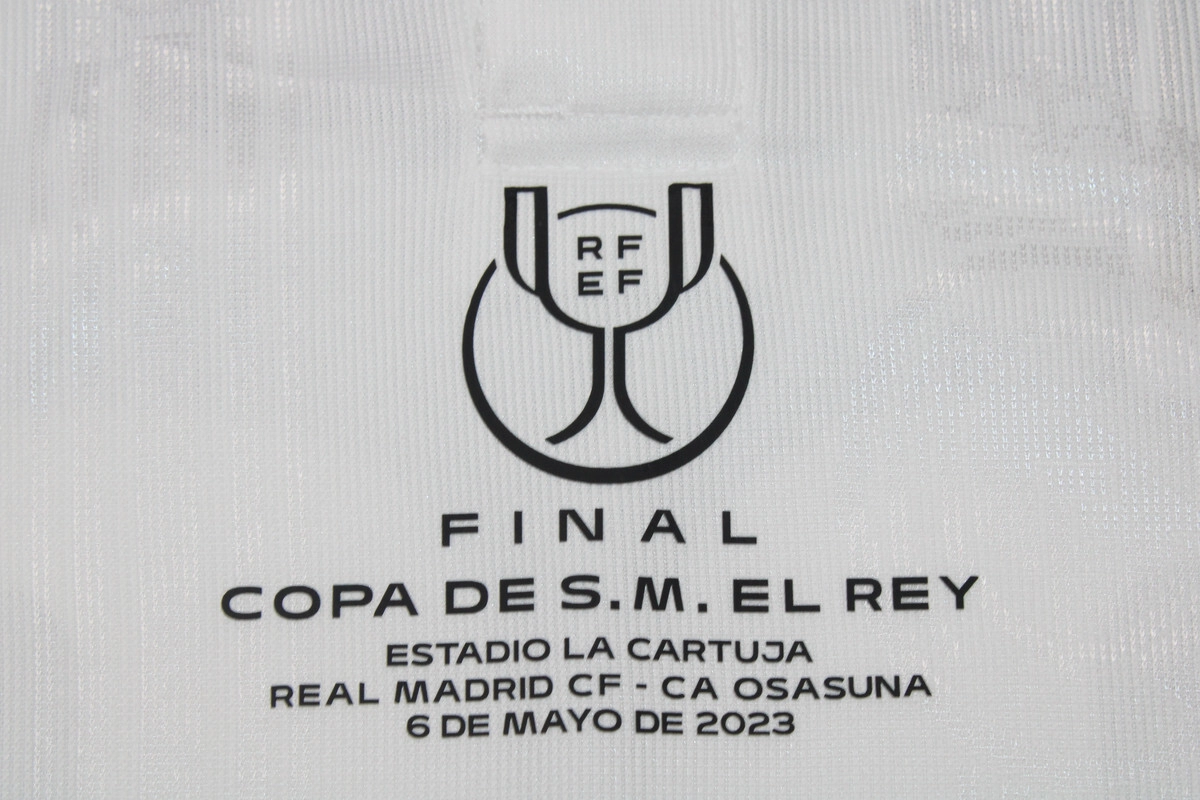 RF
EF
FINAL
COPA DE S.M. EL REY
ESTADIO LA CARTUJA
REAL MADRID CF - CA OSASUNA
6 DE MAYO DE 2023